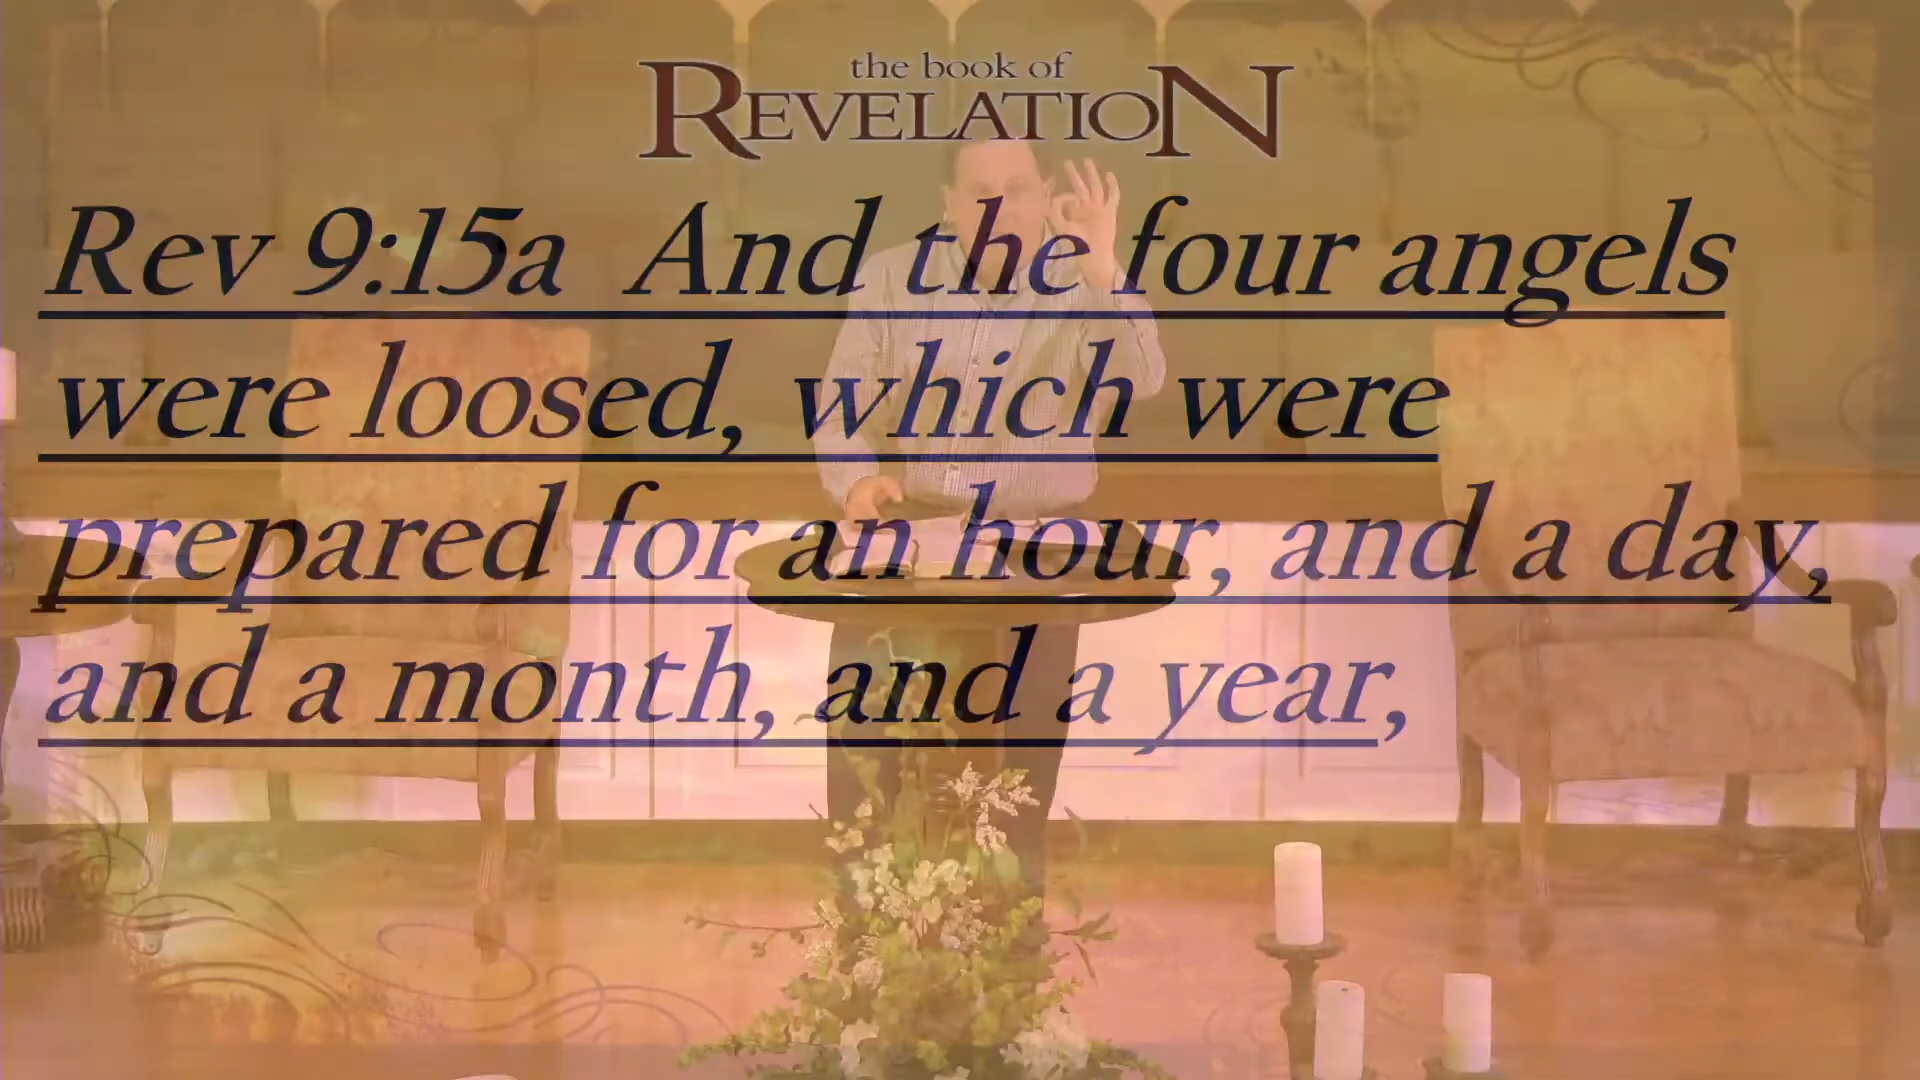 the book of
REVELATION
Rev 9:15a And the four angels
were loosed, which were
prepared for an hour, and a day,
and a month, and a year,